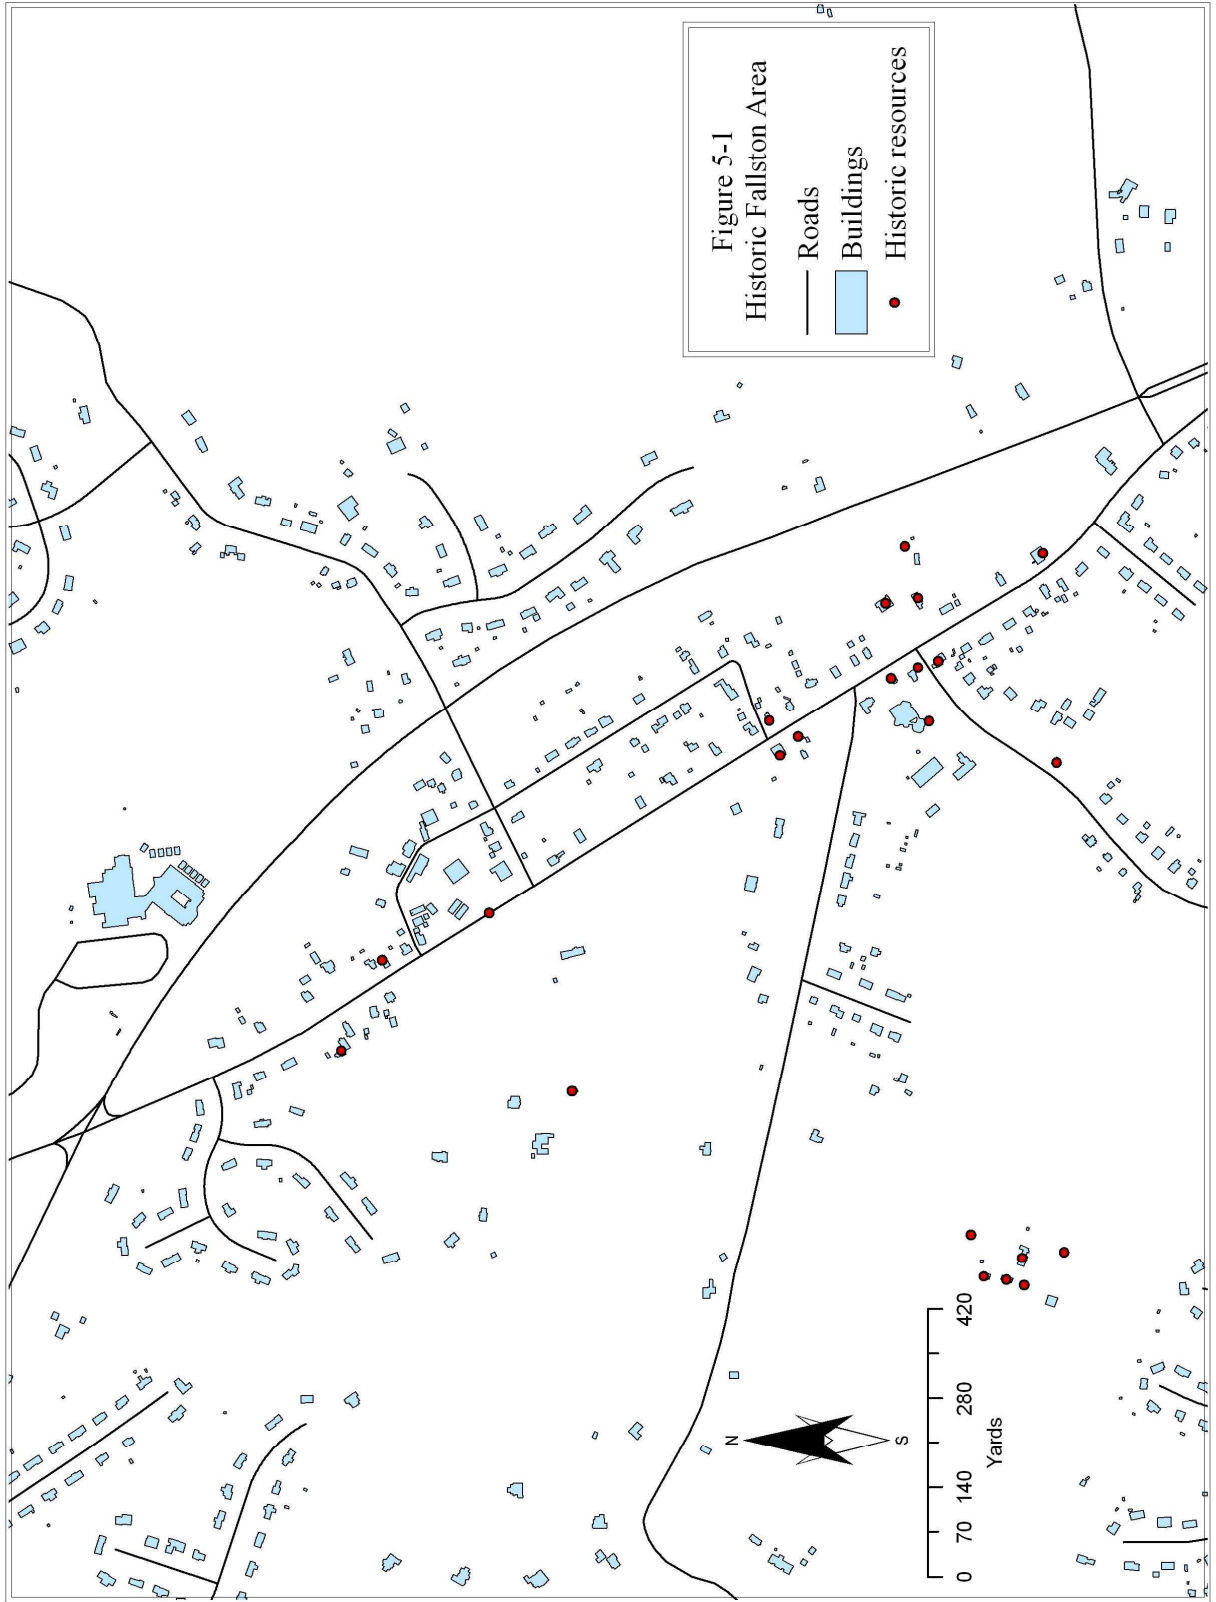 Figure 5-1
Historic Fallston Area
Roads
Buildings
Historic resources
N
S
0 70 140 280 420
Yards